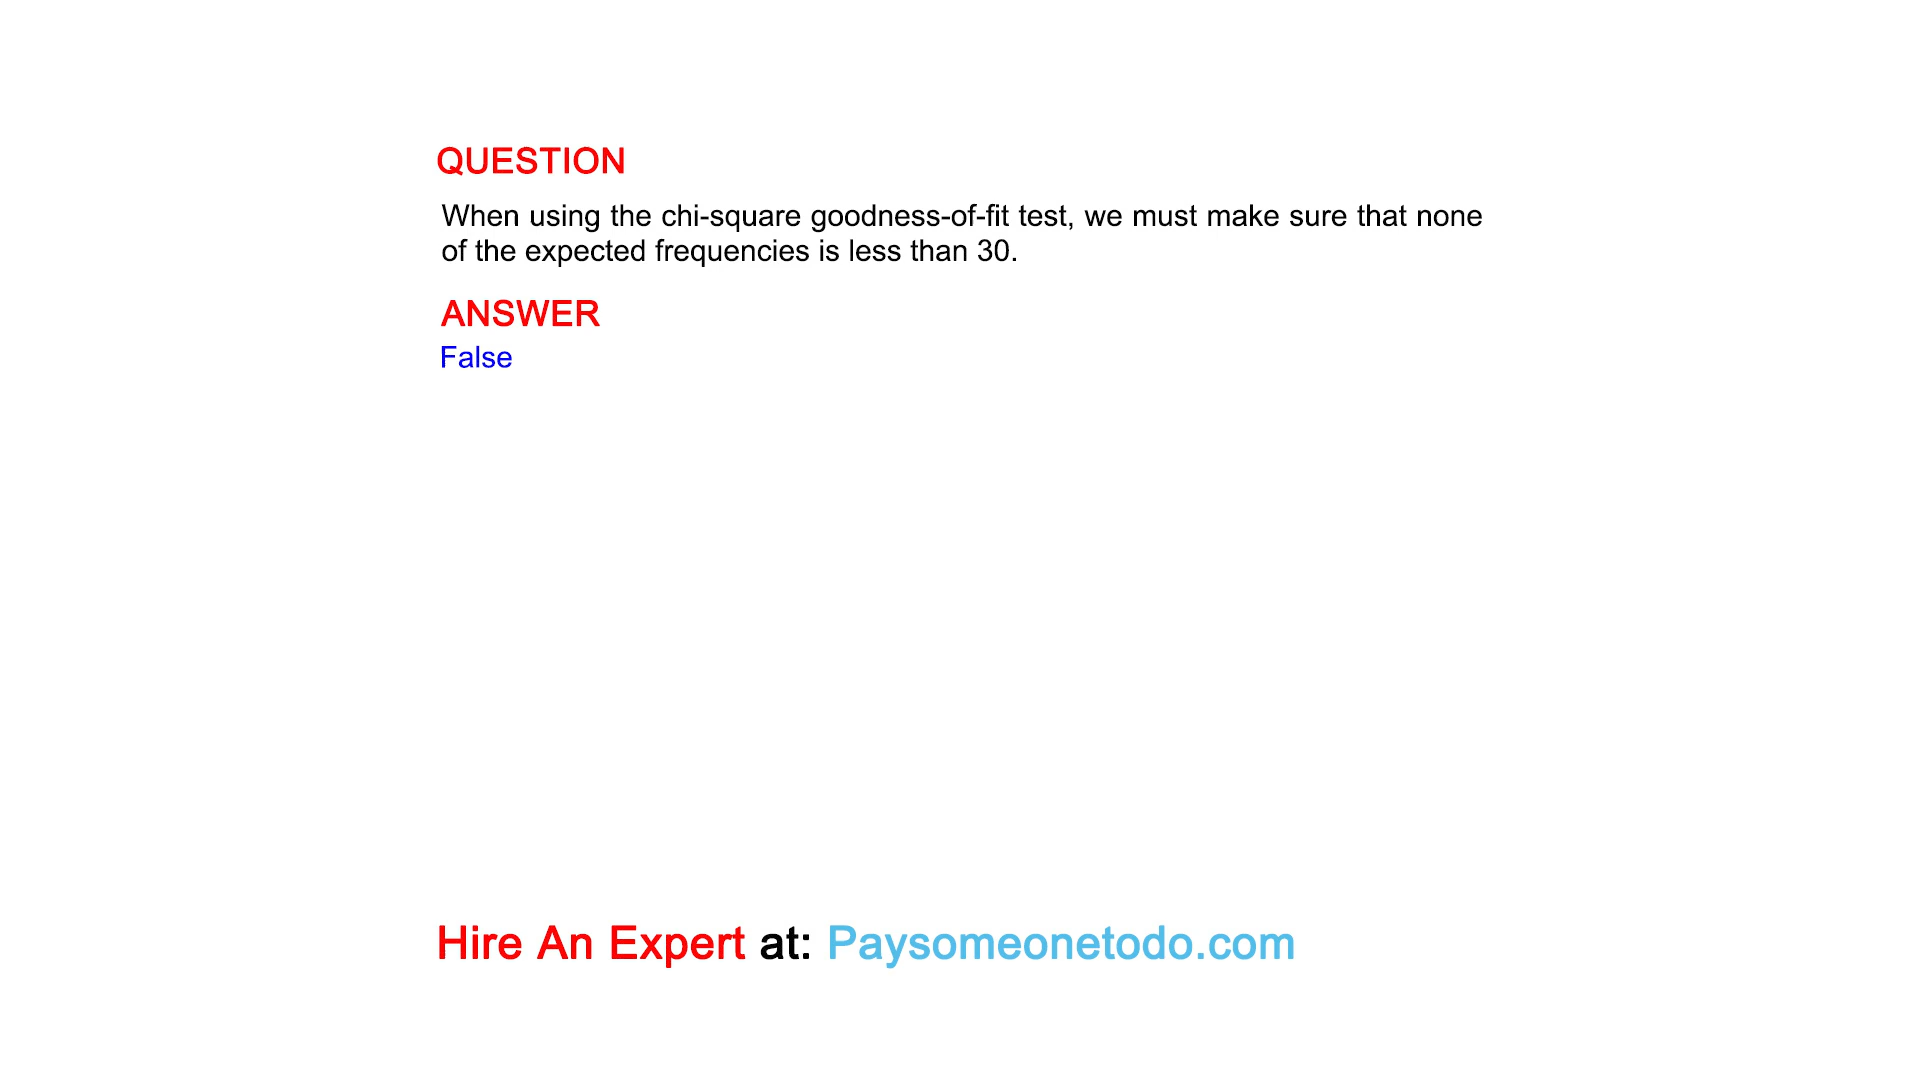 QUESTION
When using the chi-square goodness-of-fit test, we must make sure that none
of the expected frequencies is less than 30.
ANSWER
False
Hire An Expert at: Paysomeonetodo.com